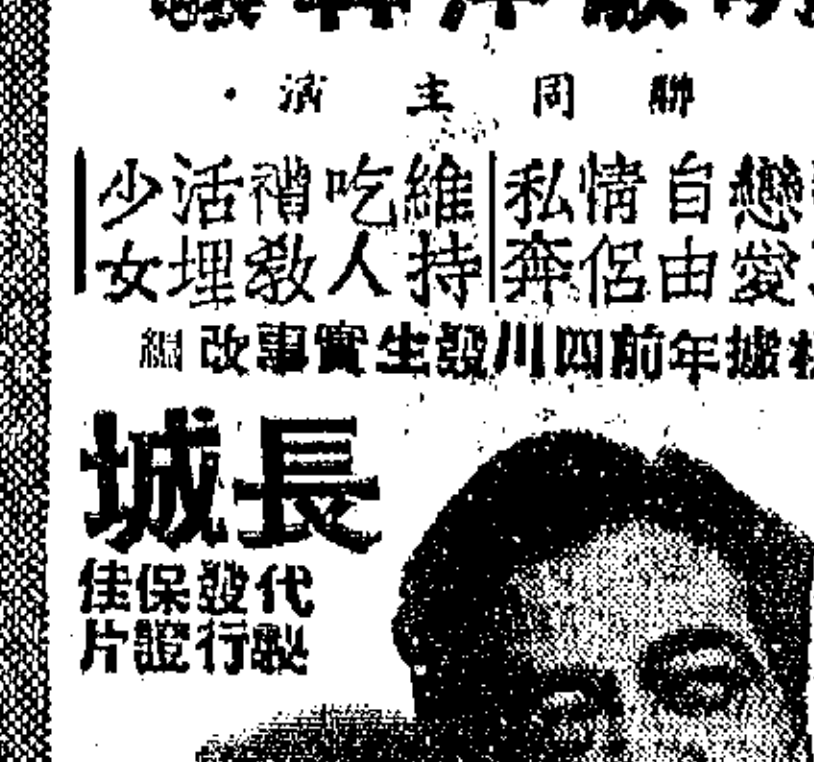 聯周主演・
戀愛自由情侶私奔
維持吃人禮教活埋少女
據年前四川發生實事改編
長城
代製發行保證佳片